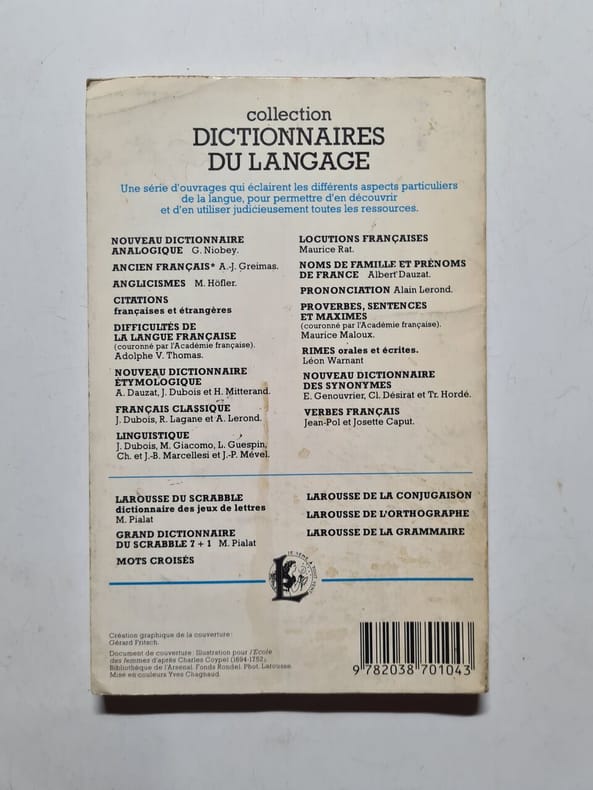 collection
DICTIONNAIRES
DU LANGAGE
Une série d'ouvrages qui éclairent les différents aspects particuliers
de la langue, pour permettre d'en découvrir
et d'en utiliser judicieusement toutes les ressources.
NOUVEAU DICTIONNAIRE
ANALOGIQUE G. Niobey.
ANCIEN FRANÇAIS* A.-J. Greimas.
ANGLICISMES M. Höfler.
CITATIONS
françaises et étrangères
DIFFICULTÉS DE
LA LANGUE FRANÇAISE
(couronné par l'Académie française).
Adolphe V. Thomas.
NOUVEAU DICTIONNAIRE
ÉTYMOLOGIQUE
A. Dauzat, J. Dubois et H. Mitterand.
FRANÇAIS CLASSIQUE
J. Dubois, R. Lagane et A. Lerond.
LINGUISTIQUE
J. Dubois, M. Giacomo, L. Guespin,
Ch. et J.-B. Marcellesi et J.-P. Mével.
LOCUTIONS FRANÇAISES
Maurice Rat.
NOMS DE FAMILLE ET PRÉNOMS
DE FRANCE Albert Dauzat.
PRONONCIATION Alain Lerond.
PROVERBES, SENTENCES
ET MAXIMES
(couronné par l'Académie française).
Maurice Maloux.
RIMES orales et écrites.
Léon Warnant
NOUVEAU DICTIONNAIRE
DES SYNONYMES
E. Genouvrier, Cl. Désirat et Tr. Hordé.
VERBES FRANÇAIS
Jean-Pol et Josette Caput.
LAROUSSE DU SCRABBLE
dictionnaire des jeux de lettres
M. Pialat
GRAND DICTIONNAIRE
DU SCRABBLE 7 + 1 M. Pialat
MOTS CROISÉS
LAROUSSE DE LA CONJUGAISON
LAROUSSE DE L'ORTHOGRAPHE
LAROUSSE DE LA GRAMMAIRE
JE SÈME À TOUT VENT
L
Création graphique de la couverture :
Gérard Fritsch.
Document de couverture : Illustration pour l'École
des femmes d'après Charles Coypel (1694-1752).
Bibliothèque de l'Arsenal. Fonds Rondel. Phot. Larousse.
Mise en couleurs Yves Chagnaud.
9 782038 701043